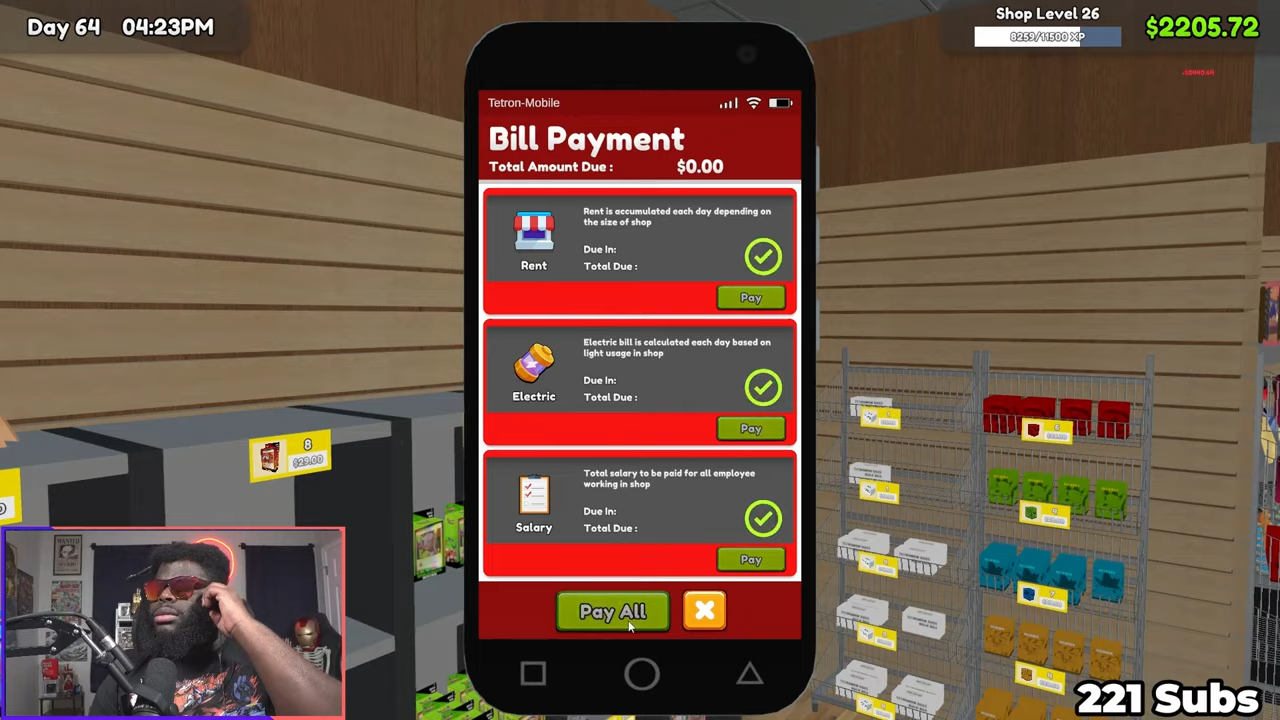 Day 64 04:23PM
Shop Level 26
8259/11500 XP
$2205.72
Tetron-Mobile
Bill Payment
Total Amount Due : $0.00
Rent is accumulated each day depending on
the size of shop
Due In:
Total Due :
Rent
Pay
Electric bill is calculated each day based on
light usage in shop
Due In:
Total Due :
Electric
Pay
Total salary to be paid for all employee
working in shop
Due In:
Total Due :
Salary
Pay
Pay All
8
$29.00
WANTED
221 Subs